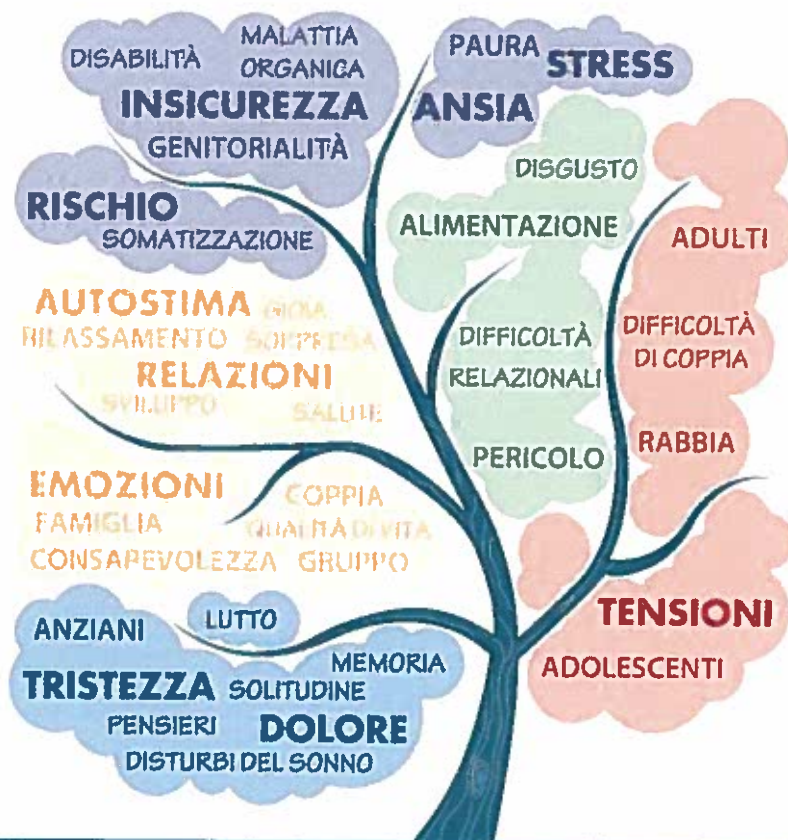 DISABILITÀ
MALATTIA
ORGANICA
INSICUREZZA
GENITORIALITÀ
RISCHIO
SOMATIZZAZIONE
PAURA
STRESS
ANSIA
DISGUSTO
ALIMENTAZIONE
DIFFICOLTÀ
RELAZIONALI
PERICOLO
ADULTI
DIFFICOLTÀ
DI COPPIA
RABBIA
TENSIONI
ADOLESCENTI
AUTOSTIMA GIOIA
RILASSAMENTO SORPRESA
RELAZIONI
SVILUPPO SALUTE
EMOZIONI
COPPIA
FAMIGLIA
QUALITÀ DI VITA
CONSAPEVOLEZZA GRUPPO
ANZIANI
LUTTO
MEMORIA
TRISTEZZA SOLITUDINE
PENSIERI DOLORE
DISTURBI DEL SONNO